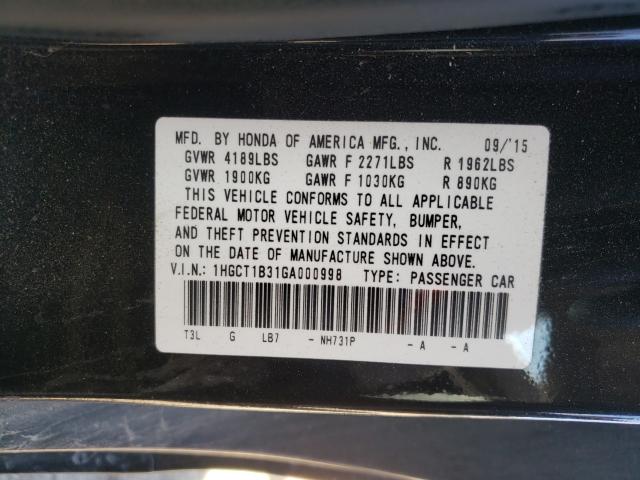 MFD. BY HONDA OF AMERICA MFG., INC. 09/'15
GVWR 4189LBS GAWR F 2271LBS R 1962LBS
GVWR 1900KG GAWR F 1030KG R 890KG
THIS VEHICLE CONFORMS TO ALL APPLICABLE
FEDERAL MOTOR VEHICLE SAFETY, BUMPER,
AND THEFT PREVENTION STANDARDS IN EFFECT
ON THE DATE OF MANUFACTURE SHOWN ABOVE.
V.I.N.: 1HGCT1B31GA000998 TYPE: PASSENGER CAR
T3L G LB7 - NH731P - A - A